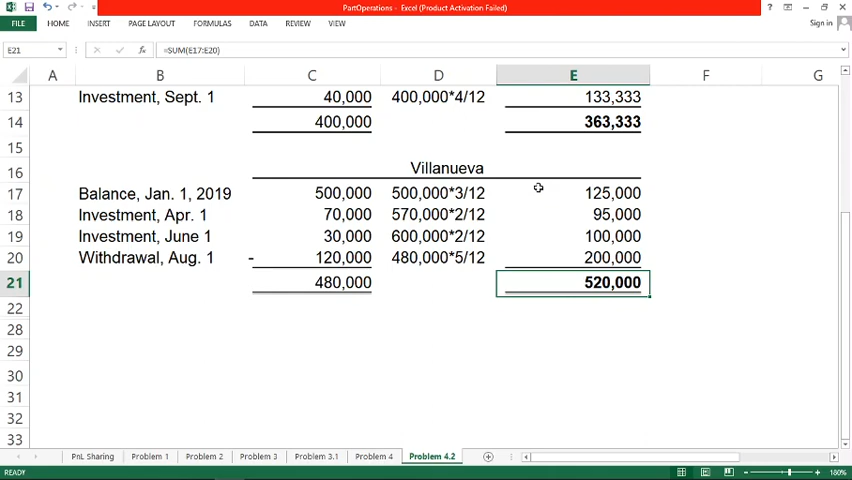 PartOperations - Excel (Product Activation Failed)
FILE HOME INSERT PAGE LAYOUT FORMULAS DATA REVIEW VIEW Sign in
E21 =SUM(E17:E20)
A B C D E F G
13 Investment, Sept. 1 40,000 400,000*4/12 133,333
14 400,000 363,333
15
16 Villanueva
17 Balance, Jan. 1, 2019 500,000 500,000*3/12 125,000
18 Investment, Apr. 1 70,000 570,000*2/12 95,000
19 Investment, June 1 30,000 600,000*2/12 100,000
20 Withdrawal, Aug. 1 - 120,000 480,000*5/12 200,000
21 480,000 520,000
22
28
29
30
31
32
33
PnL Sharing Problem 1 Problem 2 Problem 3 Problem 3.1 Problem 4 Problem 4.2
READY 180%